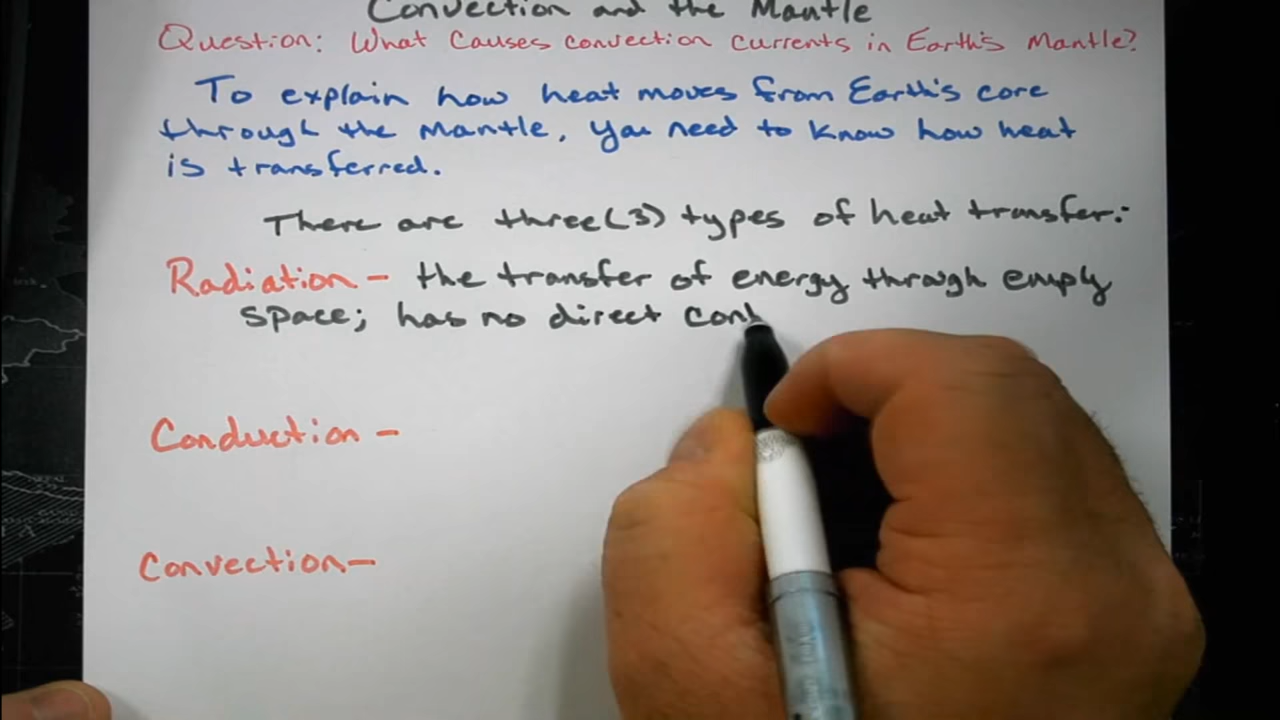 Convection and the Mantle
Question: What Causes convection currents in Earth's Mantle?
To explain how heat moves from Earth's core
through the mantle, you need to know how heat
is transferred.
There are three(3) types of heat transfer:
Radiation - the transfer of energy through emply
space; has no direct cont
Conduction -
Convection -